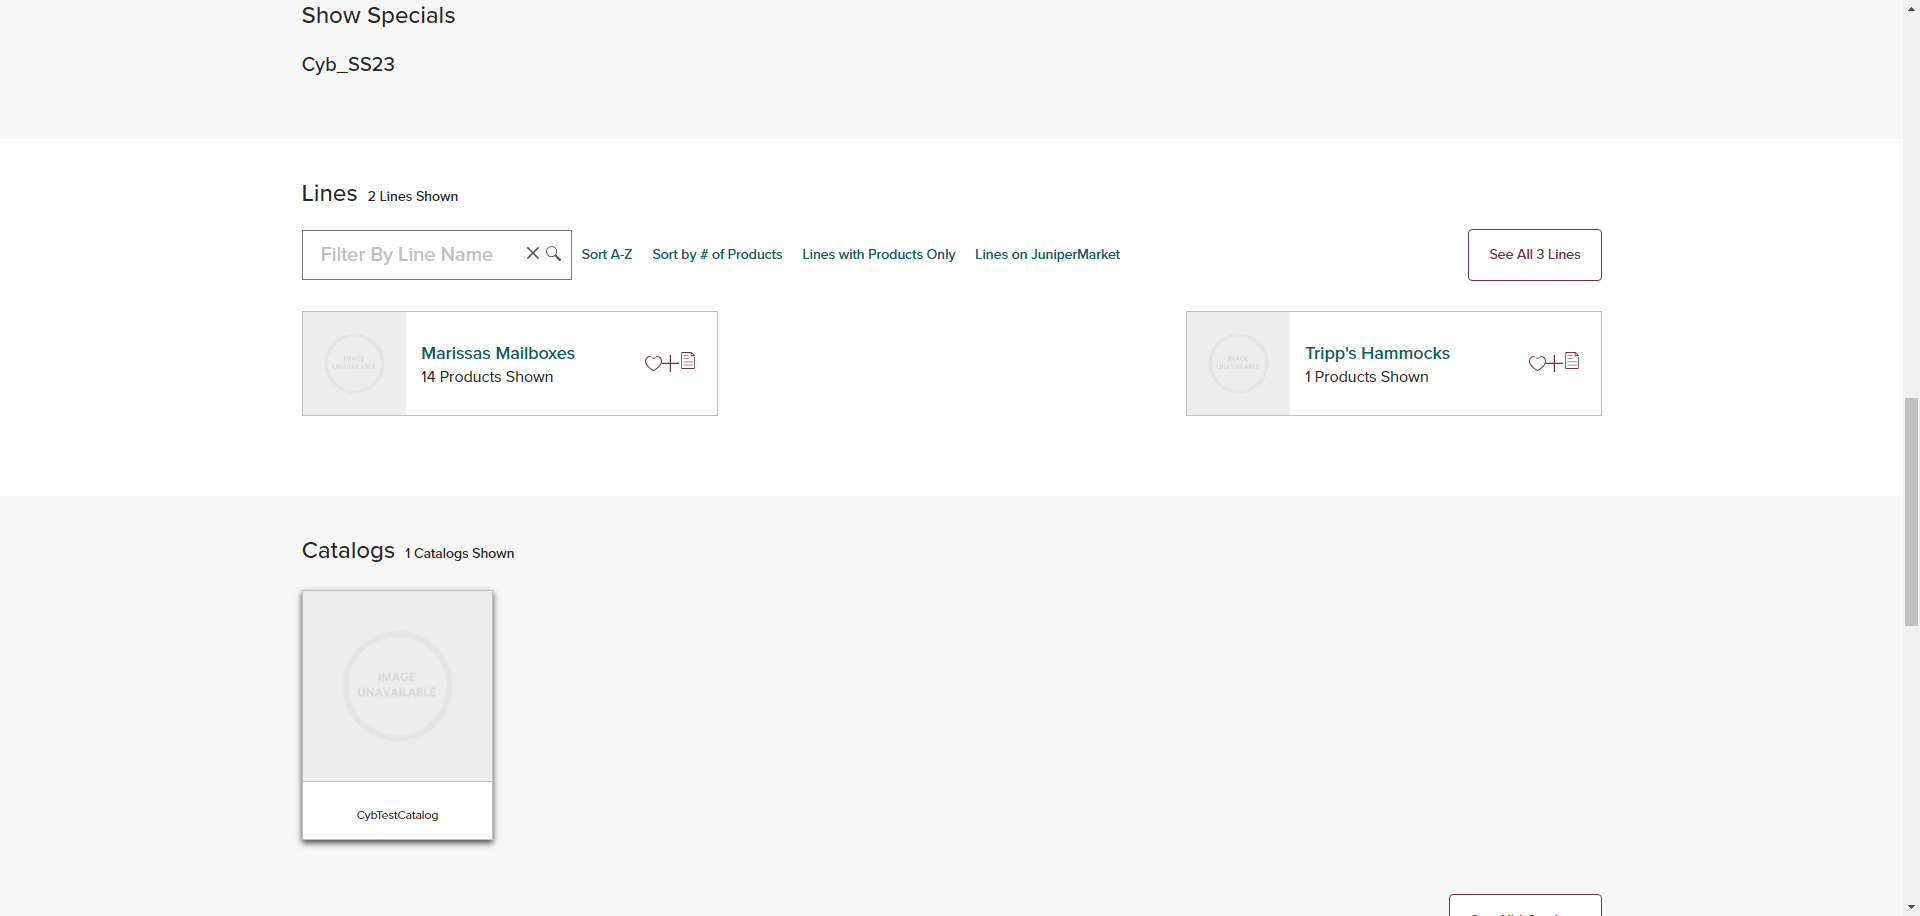 Show Specials
Cyb_SS23
Lines 2 Lines Shown
Filter By Line Name
Sort A-Z Sort by # of Products Lines with Products Only Lines on JuniperMarket
See All 3 Lines
IMAGE
UNAVAILABLE
Marissas Mailboxes
14 Products Shown
IMAGE
UNAVAILABLE
Tripp's Hammocks
1 Products Shown
Catalogs 1 Catalogs Shown
IMAGE
UNAVAILABLE
CybTestCatalog